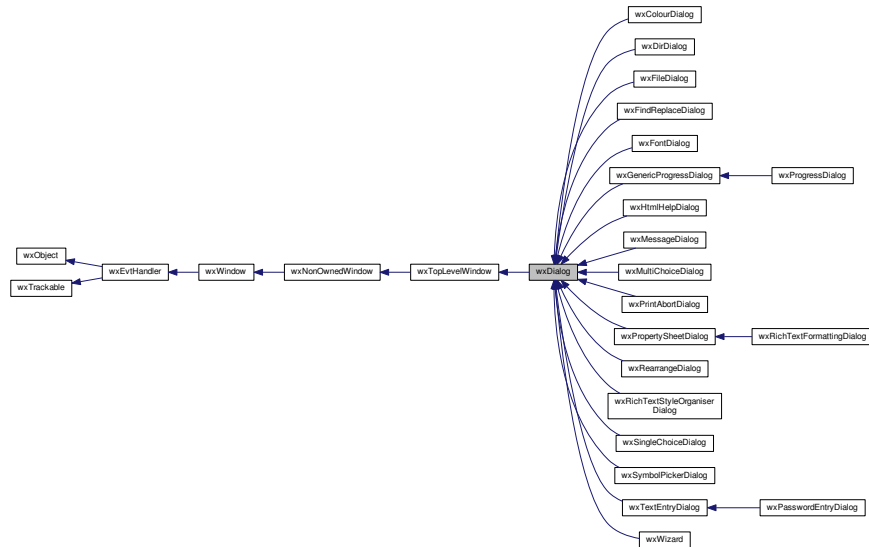 wxColourDialog
wxDirDialog
wxFileDialog
wxFindReplaceDialog
wxFontDialog
wxGenericProgressDialog
wxProgressDialog
wxHtmlHelpDialog
wxMessageDialog
wxObject
wxTrackable
wxEvtHandler
wxWindow
wxNonOwnedWindow
wxTopLevelWindow
wxDialog
wxMultiChoiceDialog
wxPrintAbortDialog
wxPropertySheetDialog
wxRichTextFormattingDialog
wxRearrangeDialog
wxRichTextStyleOrganiser
Dialog
wxSingleChoiceDialog
wxSymbolPickerDialog
wxTextEntryDialog
wxPasswordEntryDialog
wxWizard